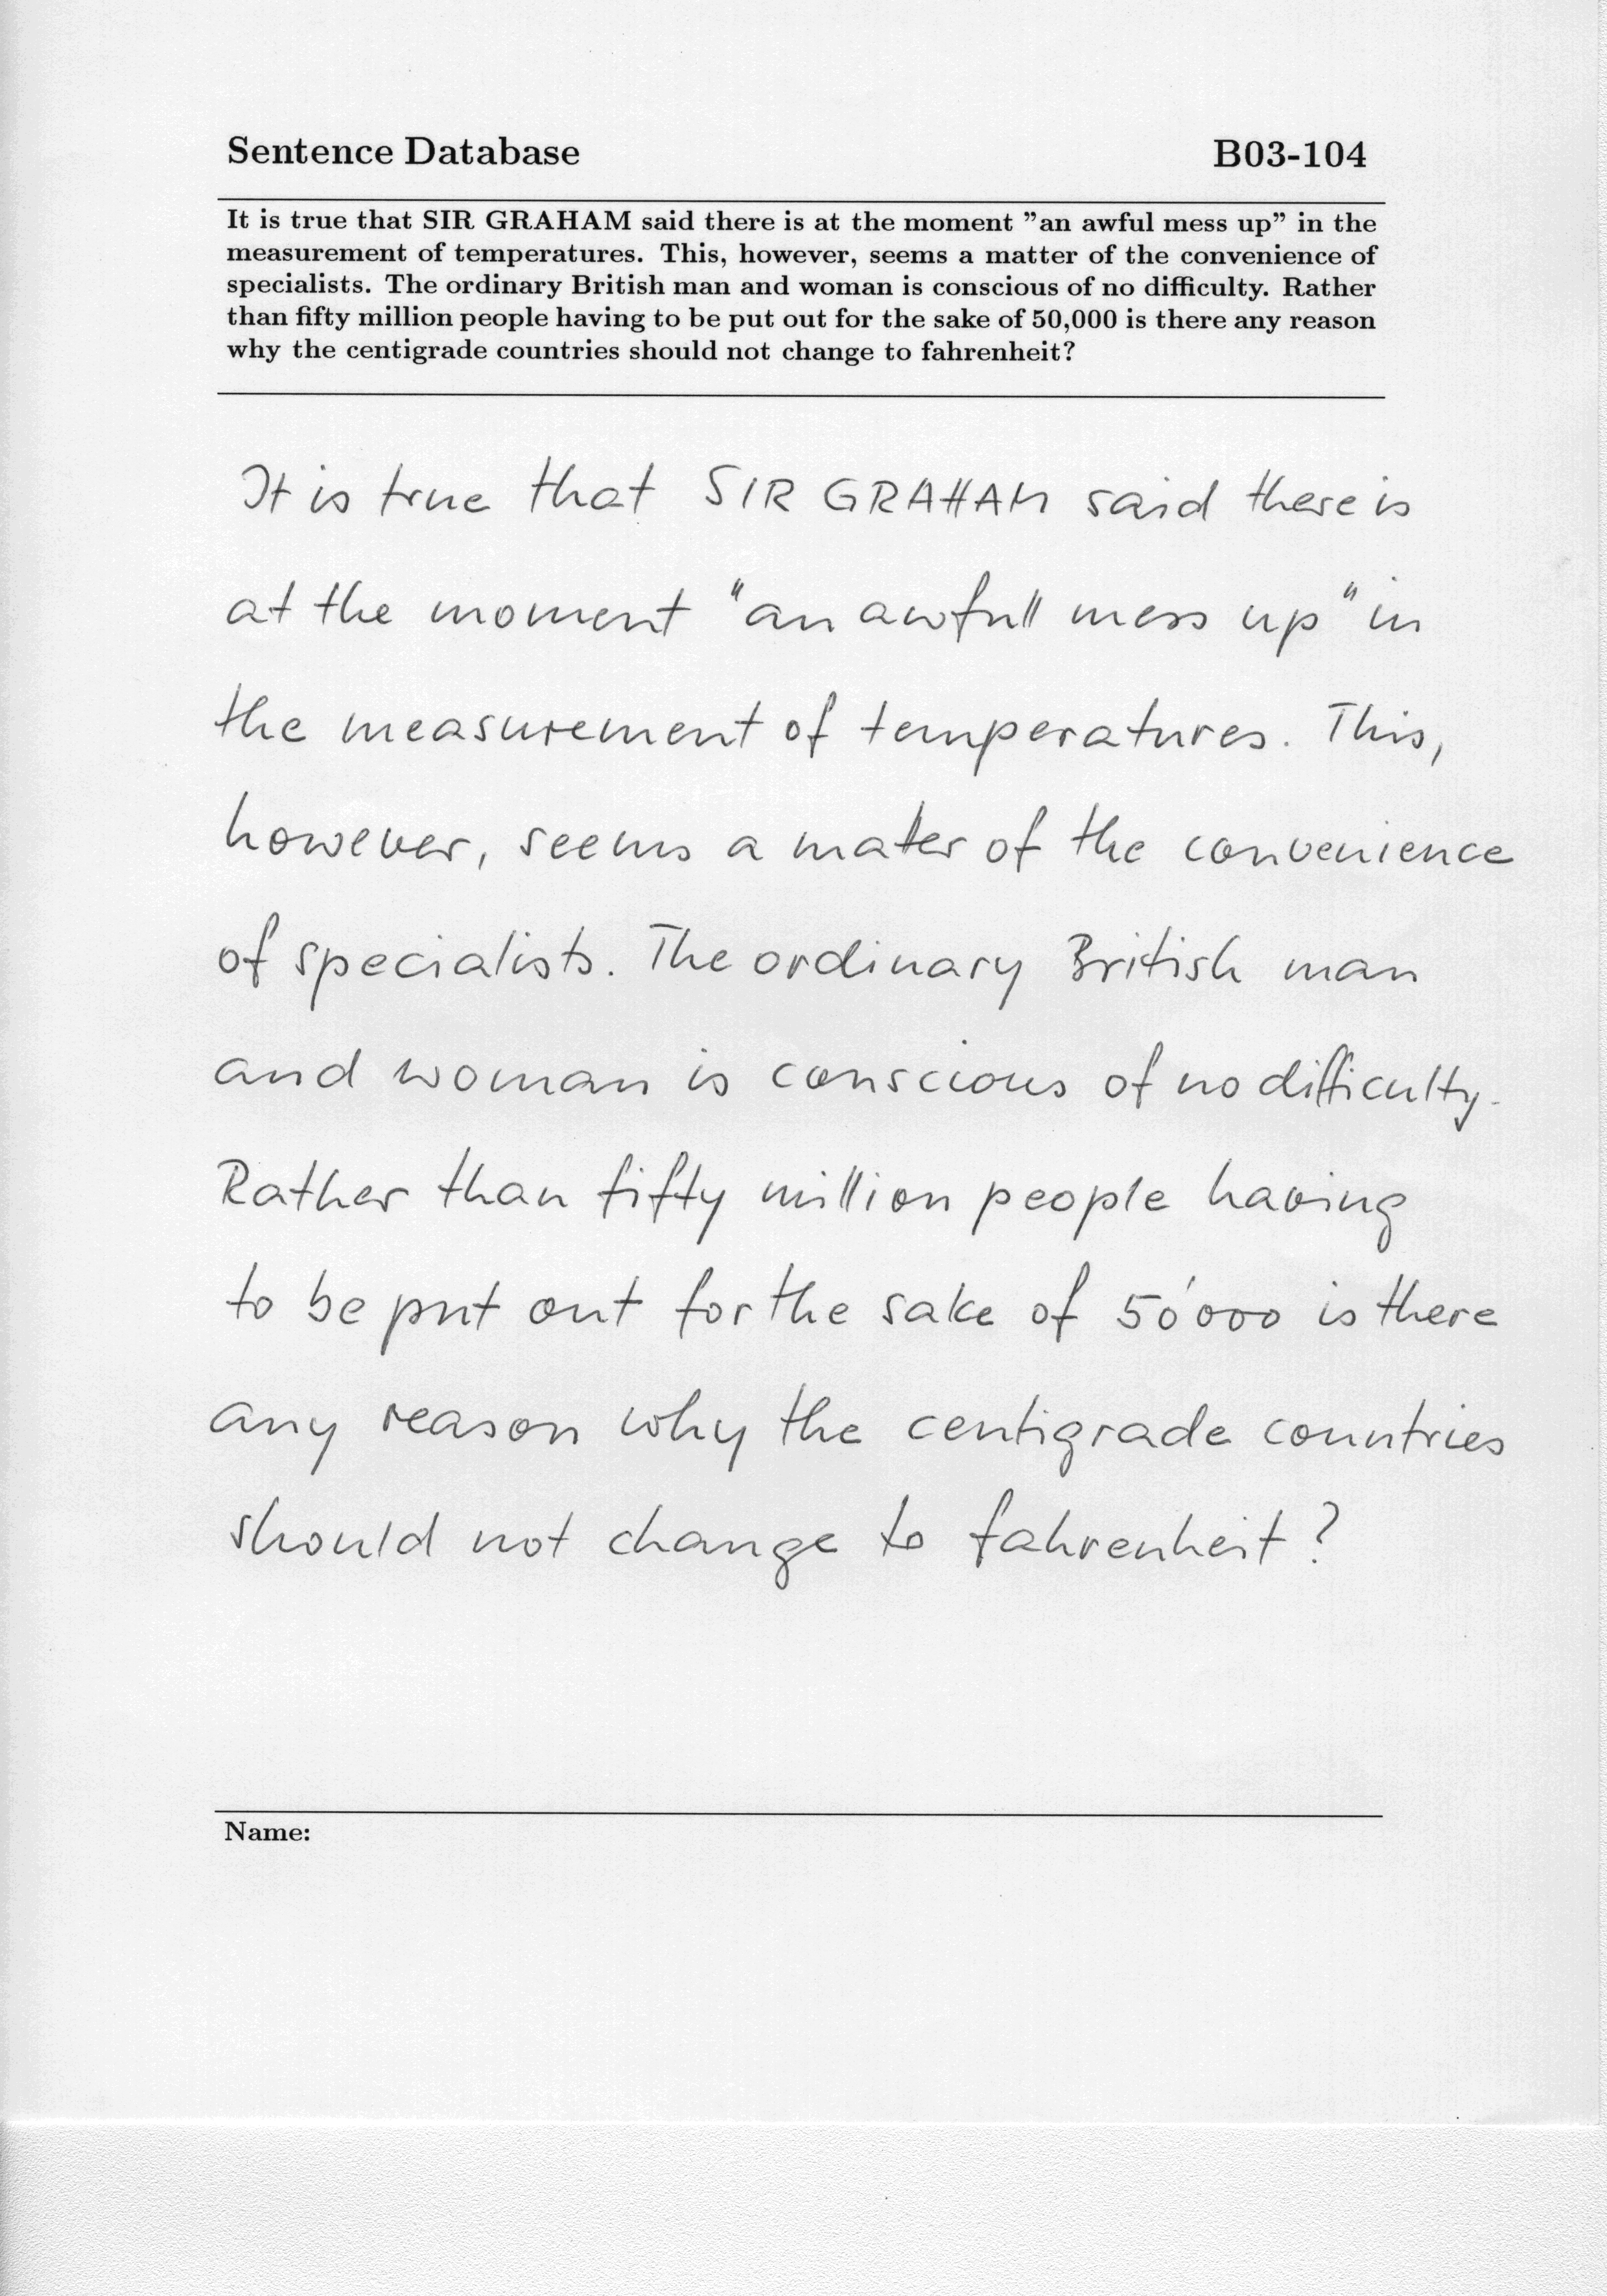 Sentence Database B03-104
It is true that SIR GRAHAM said there is at the moment ”an awful mess up” in the
measurement of temperatures. This, however, seems a matter of the convenience of
specialists. The ordinary British man and woman is conscious of no difficulty. Rather
than fifty million people having to be put out for the sake of 50,000 is there any reason
why the centigrade countries should not change to fahrenheit?
It is true that SIR GRAHAM said there is
at the moment "an awfull mess up" in
the measurement of temperatures. This,
however, seems a matter of the convenience
of specialists. The ordinary British man
and woman is conscious of no difficulty.
Rather than fifty million people having
to be put out for the sake of 50'000 is there
any reason why the centigrade countries
should not change to fahrenheit?
Name: